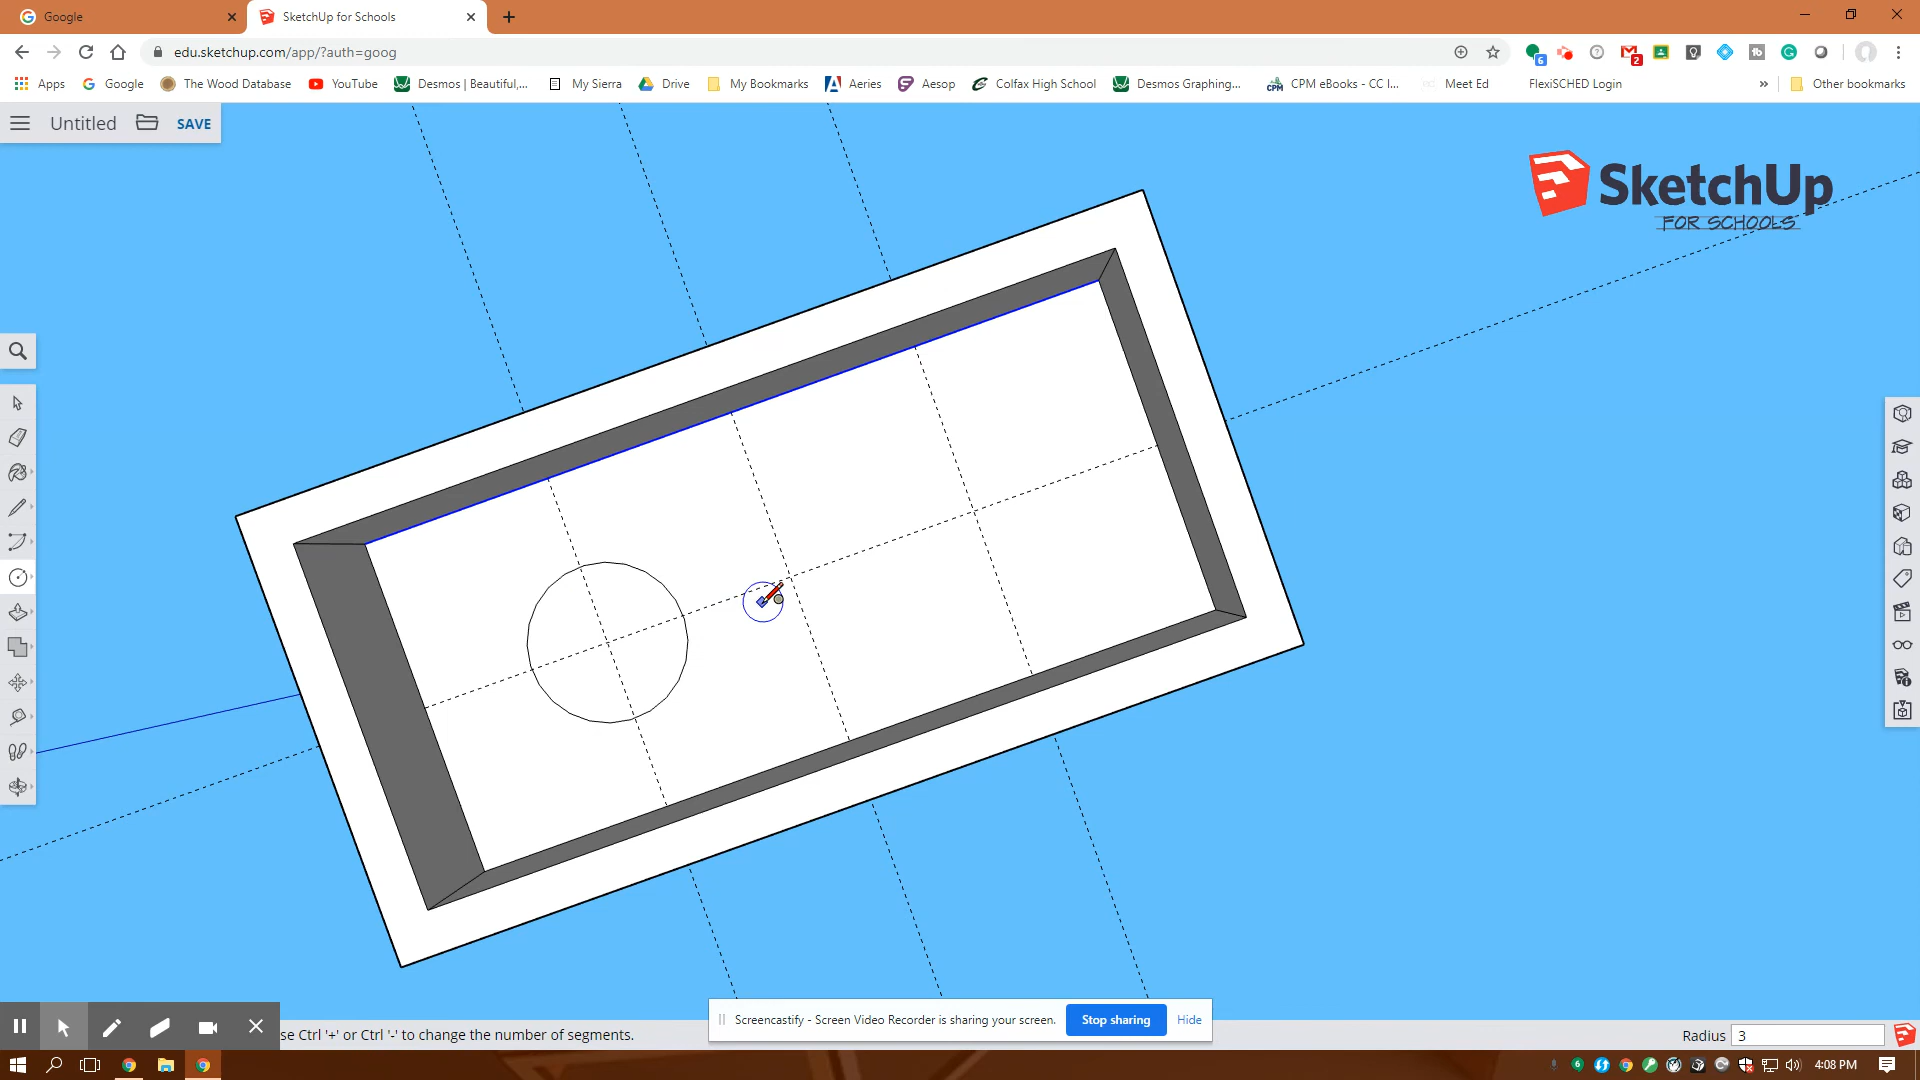 Google
SketchUp for Schools
edu.sketchup.com/app/?auth=goog
6
2
Apps
Google
The Wood Database
YouTube
Desmos | Beautiful,...
My Sierra
Drive
My Bookmarks
Aeries
Aesop
Colfax High School
Desmos Graphing...
CPM
CPM eBooks - CC I...
Meet Ed
FlexiSCHED Login
»
Other bookmarks
Untitled
SAVE
SketchUp
FOR SCHOOLS
se Ctrl '+' or Ctrl '-' to change the number of segments.
Screencastify - Screen Video Recorder is sharing your screen.
Stop sharing
Hide
Radius
3
4:08 PM